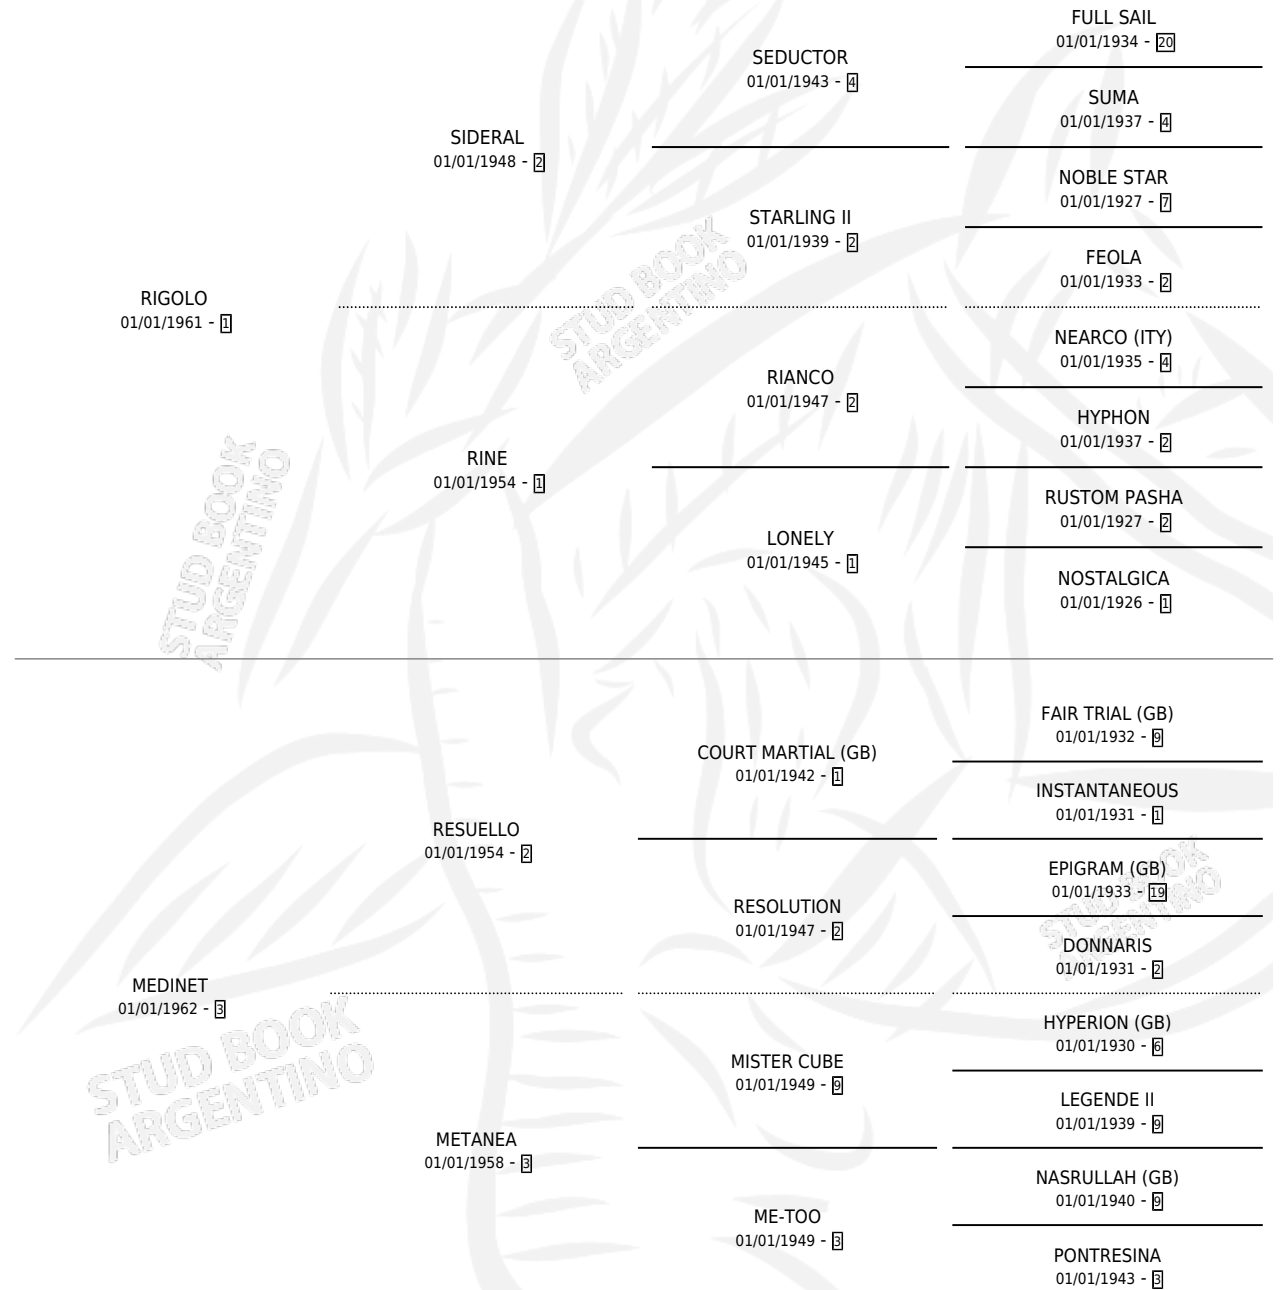 FULL SAIL
01/01/1934 - 20
SEDUCTOR
01/01/1943 - 4
SUMA
01/01/1937 - 4
SIDERAL
01/01/1948 - 2
NOBLE STAR
01/01/1927 - 7
STARLING II
01/01/1939 - 2
FEOLA
01/01/1933 - 2
RIGOLO
01/01/1961 - 1
NEARCO (ITY)
01/01/1935 - 4
RIANCO
01/01/1947 - 2
HYPHON
01/01/1937 - 2
RINE
01/01/1954 - 1
RUSTOM PASHA
01/01/1927 - 2
LONELY
01/01/1945 - 1
NOSTALGICA
01/01/1926 - 1
FAIR TRIAL (GB)
01/01/1932 - 9
COURT MARTIAL (GB)
01/01/1942 - 1
INSTANTANEOUS
01/01/1931 - 1
RESUELLO
01/01/1954 - 2
EPIGRAM (GB)
01/01/1933 - 19
RESOLUTION
01/01/1947 - 2
DONNARIS
01/01/1931 - 2
MEDINET
01/01/1962 - 3
HYPERION (GB)
01/01/1930 - 6
MISTER CUBE
01/01/1949 - 9
LEGENDE II
01/01/1939 - 9
METANEA
01/01/1958 - 3
NASRULLAH (GB)
01/01/1940 - 9
ME-TOO
01/01/1949 - 3
PONTRESINA
01/01/1943 - 3
STUD BOOK
ARGENTINO
STUD BOOK
ARGENTINO
STUD BOOK
ARGENTINO
STUD BOOK
ARGENTINO